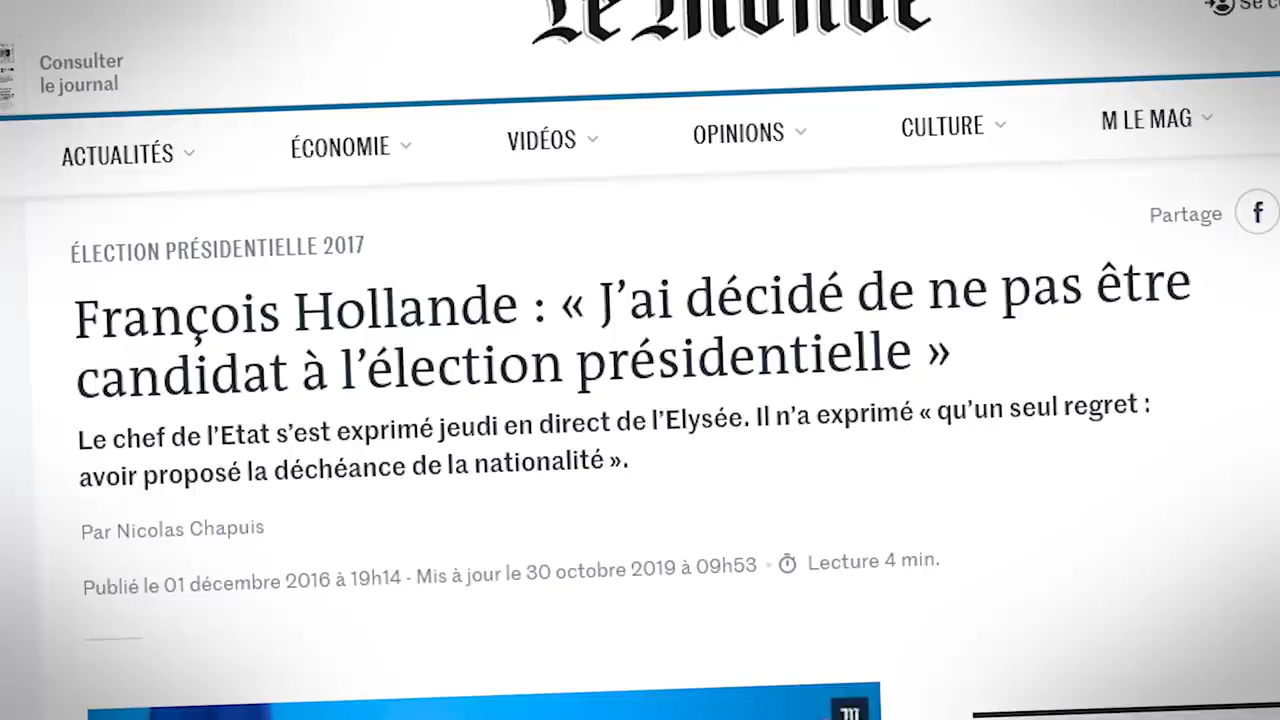 Le Monde
Consulter
le journal
ACTUALITÉS
ÉCONOMIE
VIDÉOS
OPINIONS
CULTURE
M LE MAG
Partage
f
ÉLECTION PRÉSIDENTIELLE 2017
François Hollande : « J’ai décidé de ne pas être
candidat à l’élection présidentielle »
Le chef de l’Etat s’est exprimé jeudi en direct de l’Elysée. Il n’a exprimé « qu’un seul regret :
avoir proposé la déchéance de la nationalité ».
Par Nicolas Chapuis
Publié le 01 décembre 2016 à 19h14 - Mis à jour le 30 octobre 2019 à 09h53 • Lecture 4 min.
M